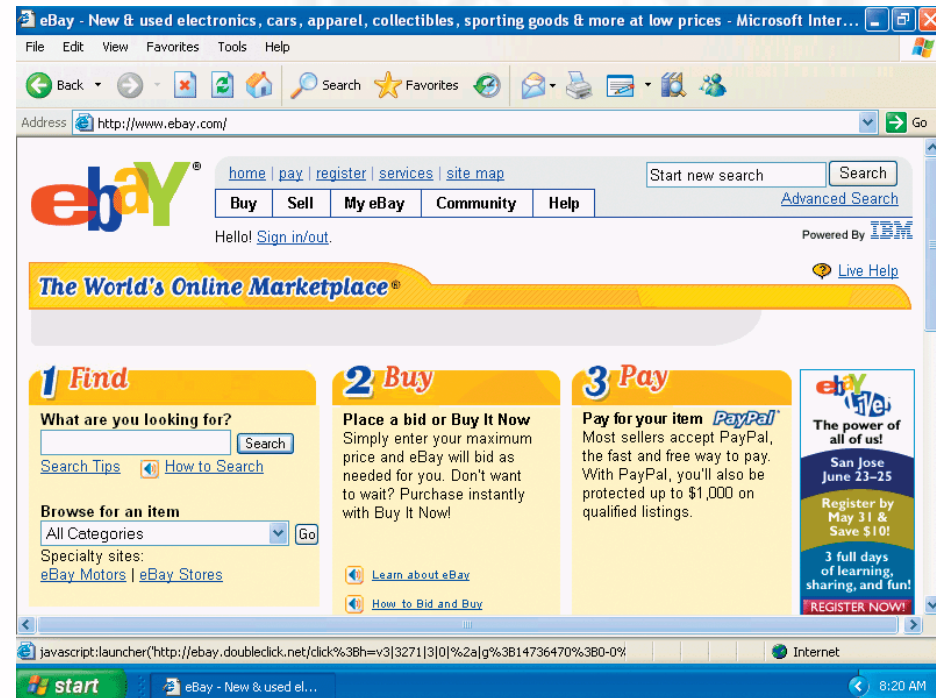 eBay - New & used electronics, cars, apparel, collectibles, sporting goods & more at low prices - Microsoft Inter...
File Edit View Favorites Tools Help
Back Search Favorites
Address http://www.ebay.com/ Go
ebaY®
home | pay | register | services | site map
Start new search Search
Buy Sell My eBay Community Help
Advanced Search
Hello! Sign in/out.
Powered By IBM
The World's Online Marketplace®
Live Help
1 Find
What are you looking for?
Search
Search Tips How to Search
Browse for an item
All Categories Go
Specialty sites:
eBay Motors | eBay Stores
2 Buy
Place a bid or Buy It Now
Simply enter your maximum
price and eBay will bid as
needed for you. Don't want
to wait? Purchase instantly
with Buy It Now!
Learn about eBay
How to Bid and Buy
3 Pay
Pay for your item PayPal
Most sellers accept PayPal,
the fast and free way to pay.
With PayPal, you'll also be
protected up to $1,000 on
qualified listings.
ebaY
live!
The power of
all of us!
San Jose
June 23–25
Register by
May 31 &
Save $10!
3 full days
of learning,
sharing, and fun!
REGISTER NOW!
javascript:launcher('http://ebay.doubleclick.net/click%3Bh=v3|3271|3|0|%2a|g%3B14736470%3B0-0%
Internet
start eBay - New & used el... 8:20 AM